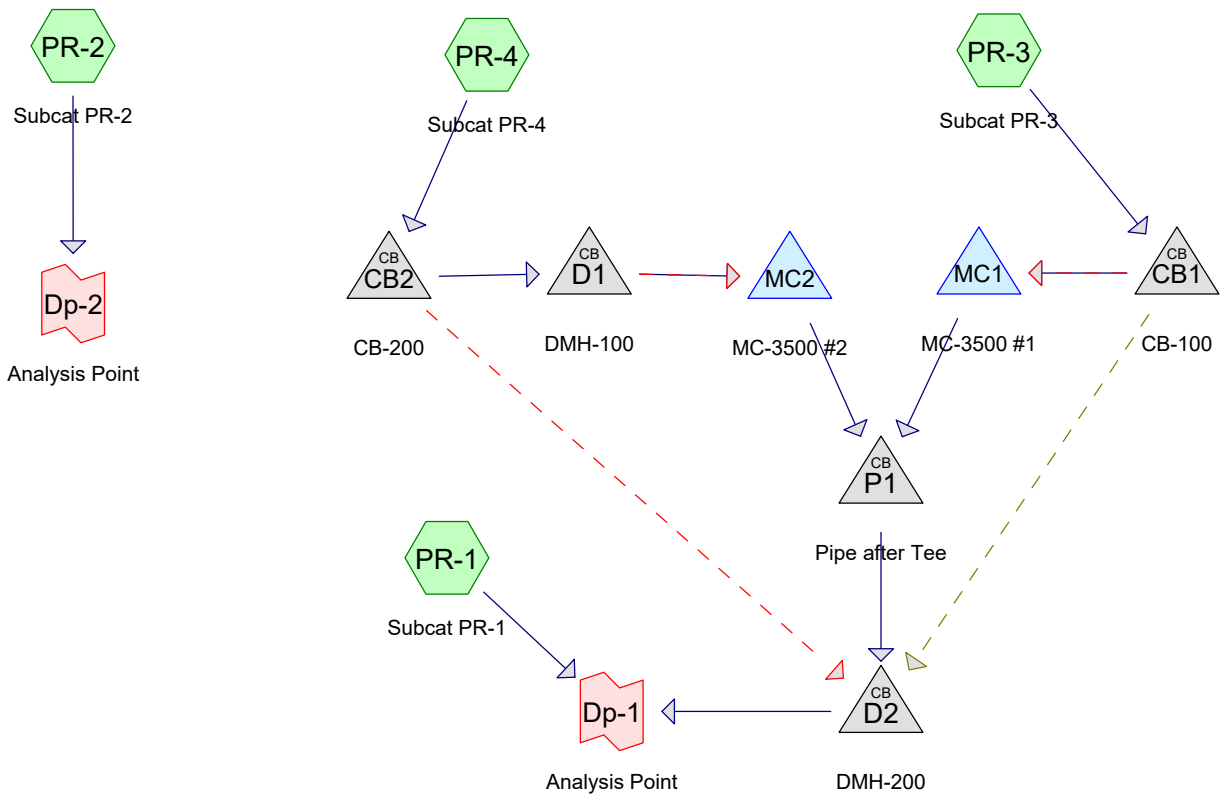 PR-2
Subcat PR-2
PR-4
Subcat PR-4
PR-3
Subcat PR-3
Dp-2
Analysis Point
CB
CB2
CB-200
CB
D1
DMH-100
MC2
MC-3500 #2
MC1
MC-3500 #1
CB
CB1
CB-100
CB
P1
Pipe after Tee
PR-1
Subcat PR-1
Dp-1
Analysis Point
CB
D2
DMH-200